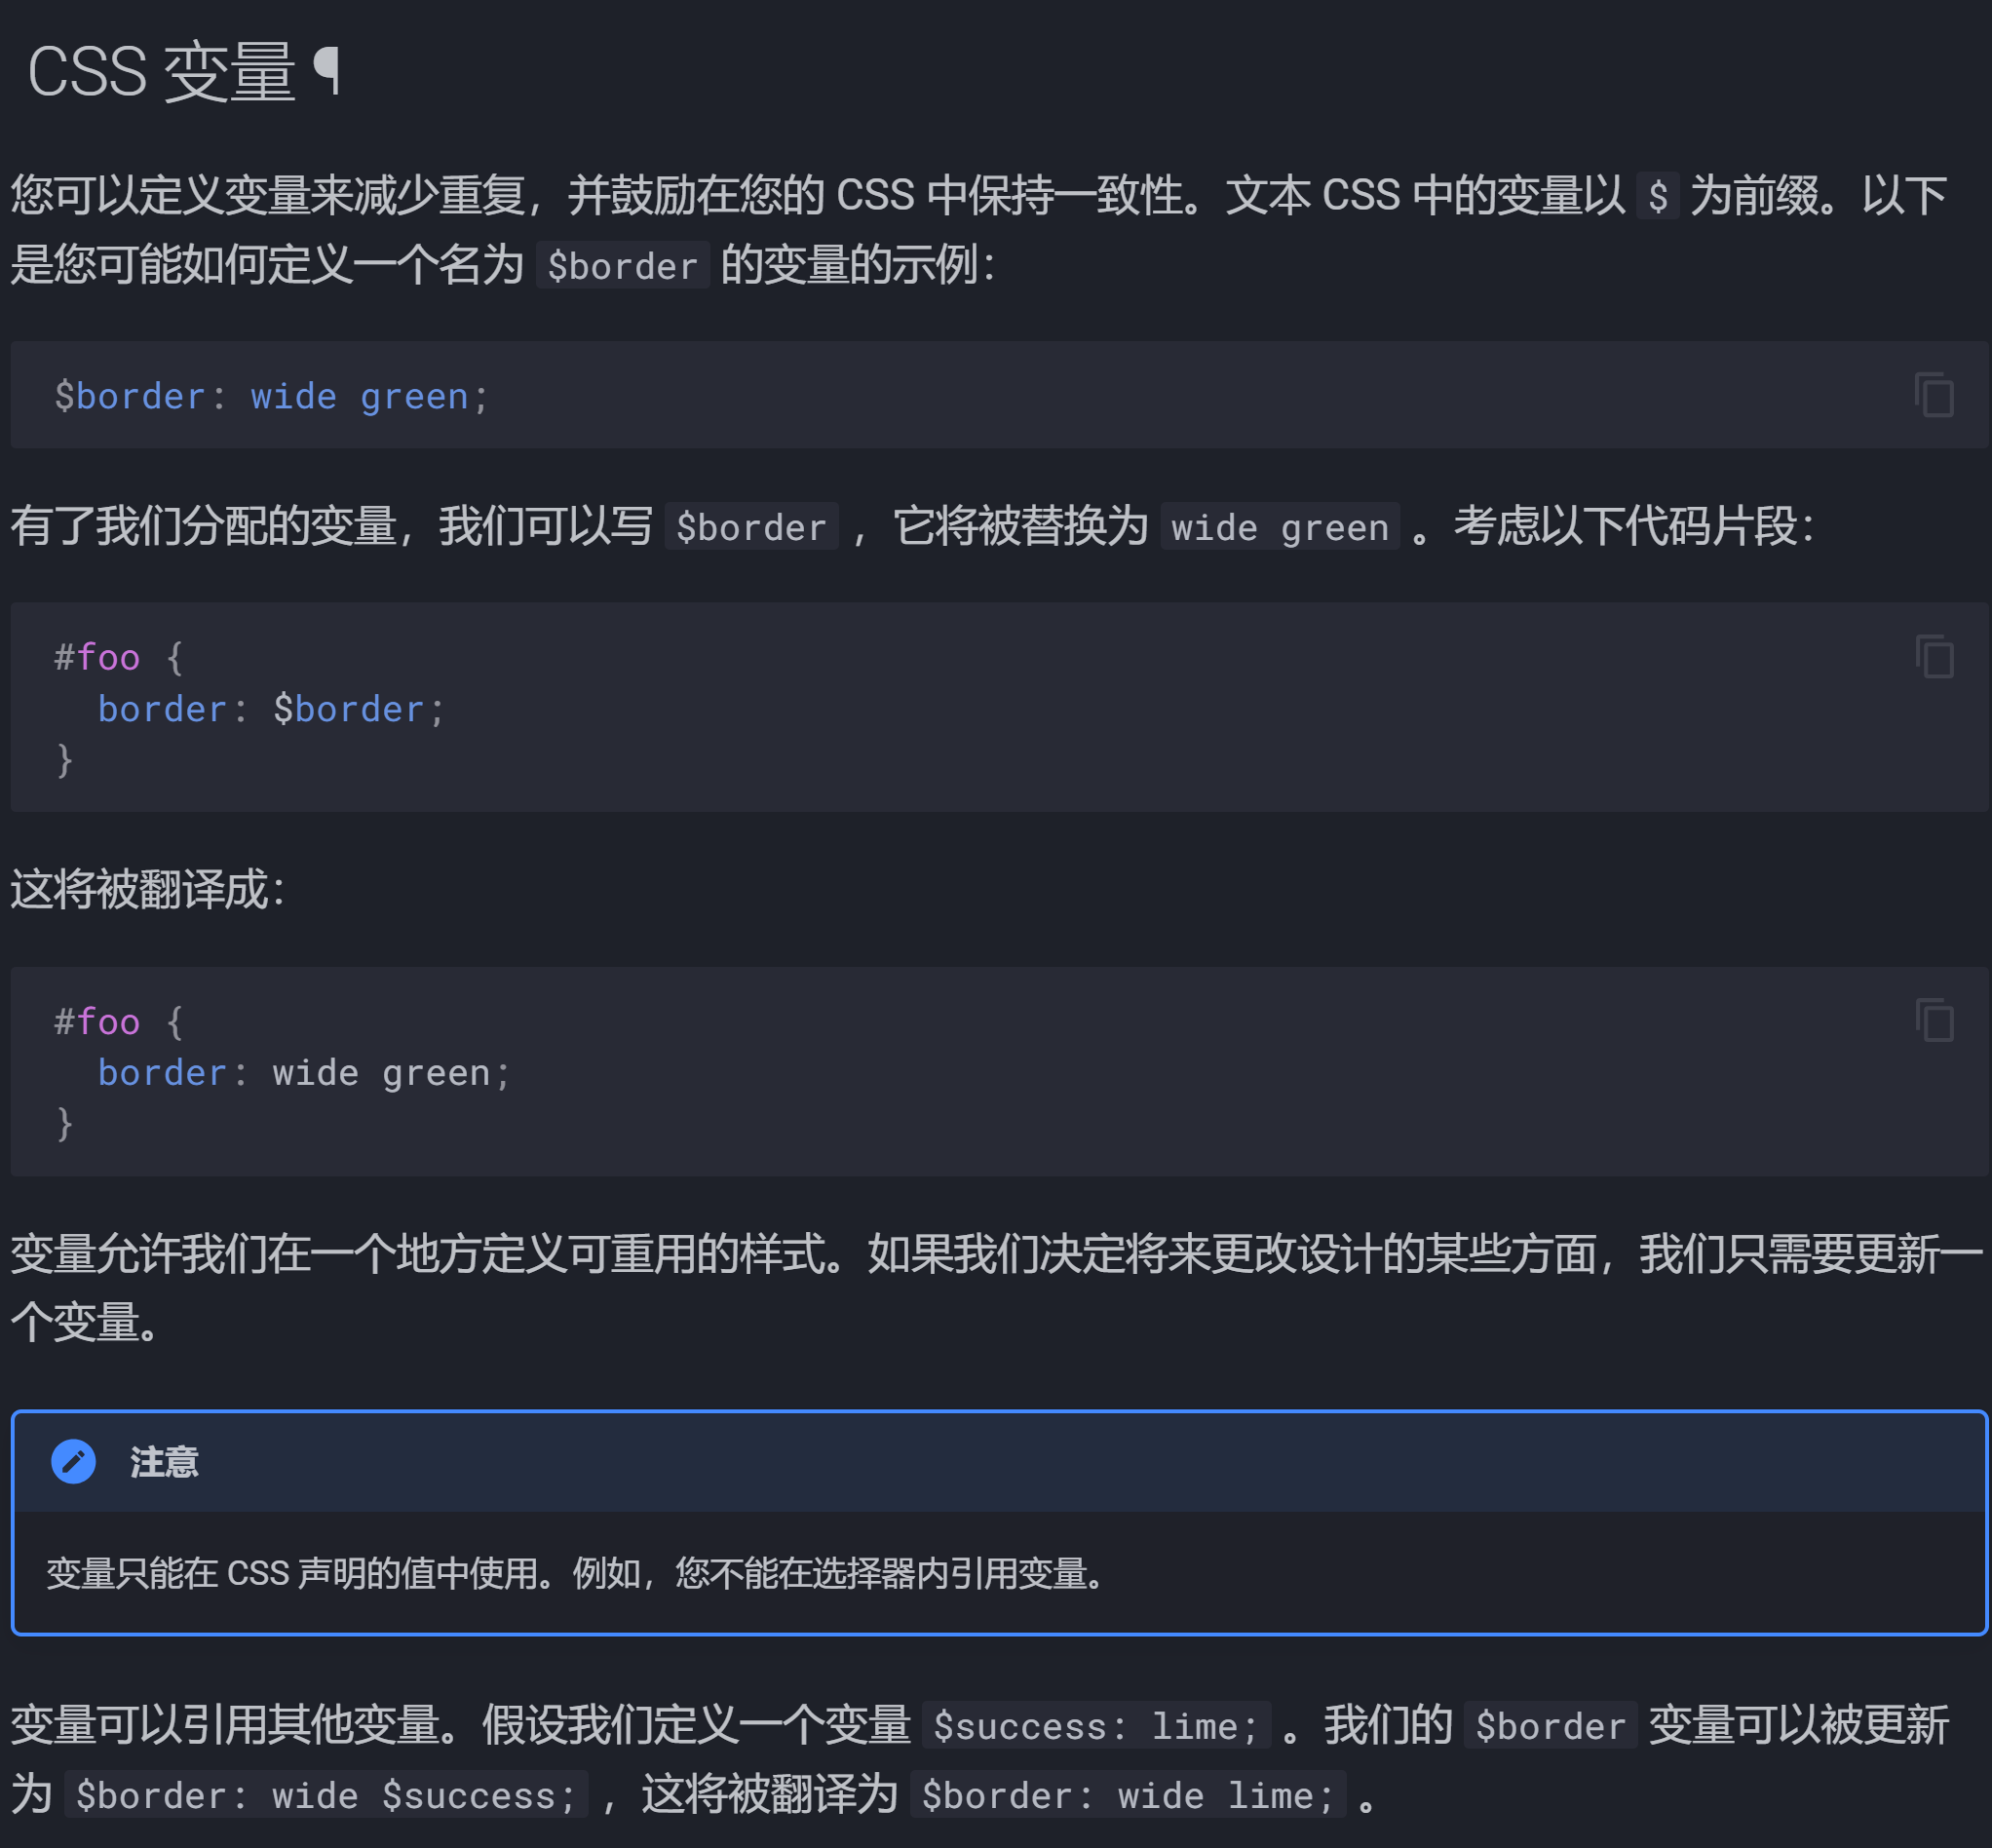 CSS 变量 ¶
您可以定义变量来减少重复，并鼓励在您的 CSS 中保持一致性。文本 CSS 中的变量以 $ 为前缀。以下
是您可能如何定义一个名为 $border 的变量的示例：
$border: wide green;
有了我们分配的变量，我们可以写 $border ，它将被替换为 wide green 。考虑以下代码片段：
#foo {
  border: $border;
}
这将被翻译成：
#foo {
  border: wide green;
}
变量允许我们在一个地方定义可重用的样式。如果我们决定将来更改设计的某些方面，我们只需要更新一
个变量。
注意
变量只能在 CSS 声明的值中使用。例如，您不能在选择器内引用变量。
变量可以引用其他变量。假设我们定义一个变量 $success: lime; 。我们的 $border 变量可以被更新
为 $border: wide $success; ，这将被翻译为 $border: wide lime; 。